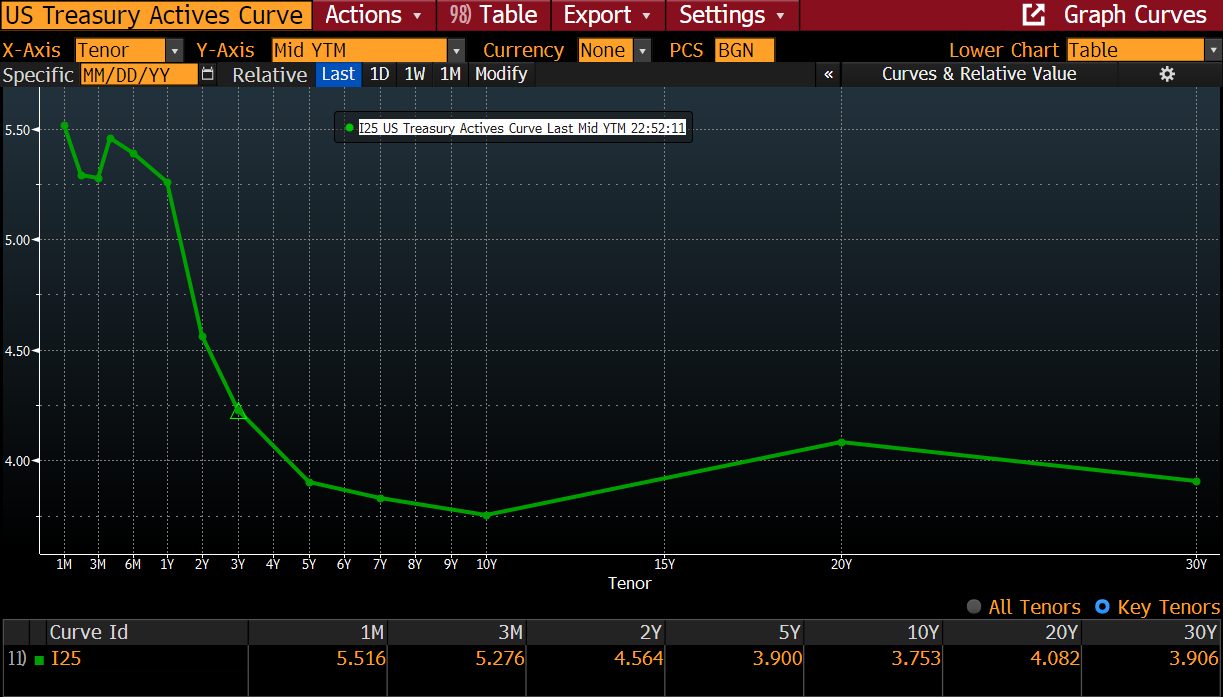 US Treasury Actives Curve Actions 98) Table Export Settings Graph Curves
X-Axis Tenor Y-Axis Mid YTM Currency None PCS BGN Lower Chart Table
Specific MM/DD/YY Relative Last 1D 1W 1M Modify « Curves & Relative Value
I25 US Treasury Actives Curve Last Mid YTM 22:52:11
5.50
5.00
4.50
4.00
1M 3M 6M 1Y 2Y 3Y 4Y 5Y 6Y 7Y 8Y 9Y 10Y 15Y 20Y 30Y
Tenor
All Tenors Key Tenors
Curve Id 1M 3M 2Y 5Y 10Y 20Y 30Y
11) I25 5.516 5.276 4.564 3.900 3.753 4.082 3.906